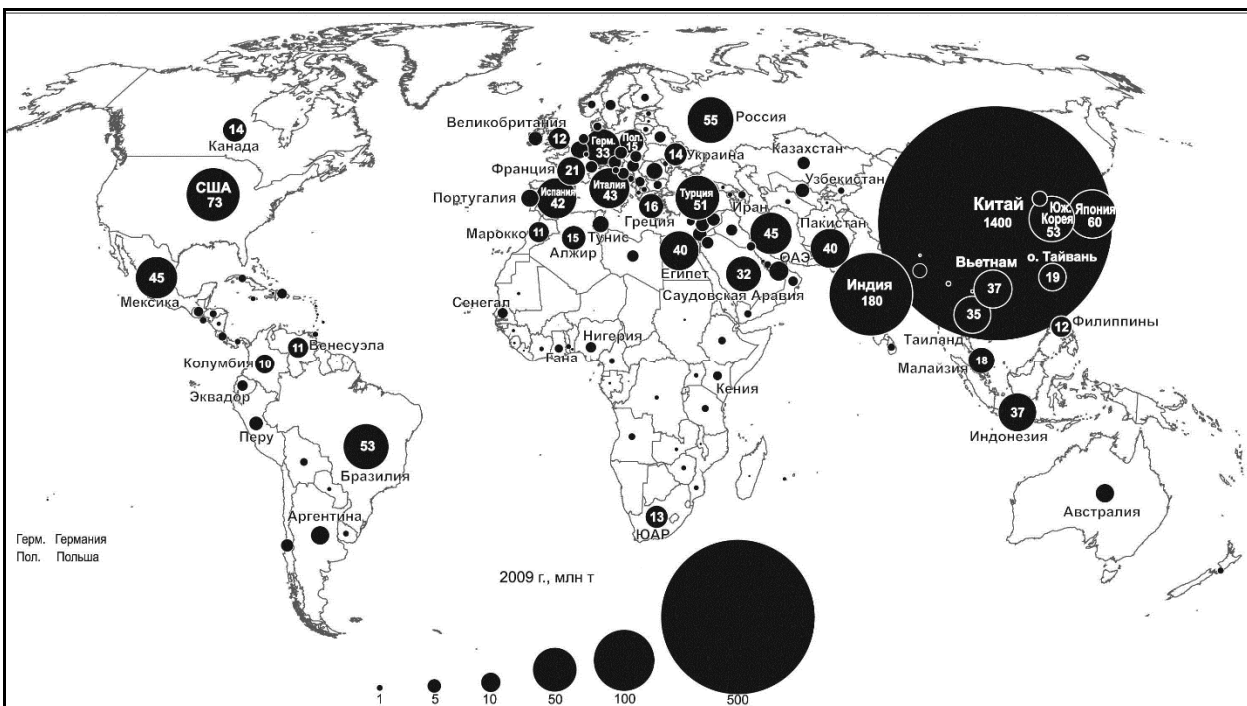 14
Канада
США
73
45
Мексика
Колумбия
10
11
Венесуэла
Эквадор
Перу
53
Бразилия
Аргентина
Великобритания
12
Герм.
33
Пол.
15
14
Украина
55
Россия
Франция
21
Португалия
Испания
42
Италия
43
16
Греция
Турция
51
Марокко
11
15
Алжир
Тунис
40
Египет
Иран
45
Казахстан
Узбекистан
Пакистан
40
ОАЭ
32
Саудовская Аравия
Сенегал
Гана
Нигерия
Кения
13
ЮАР
Индия
180
Китай
1400
Юж.
Корея
53
Япония
60
Вьетнам
37
о. Тайвань
19
35
Таиланд
12
Филиппины
Малайзия
18
37
Индонезия
Австралия
Герм. Германия
Пол. Польша
2009 г., млн т
1 5 10 50 100 500